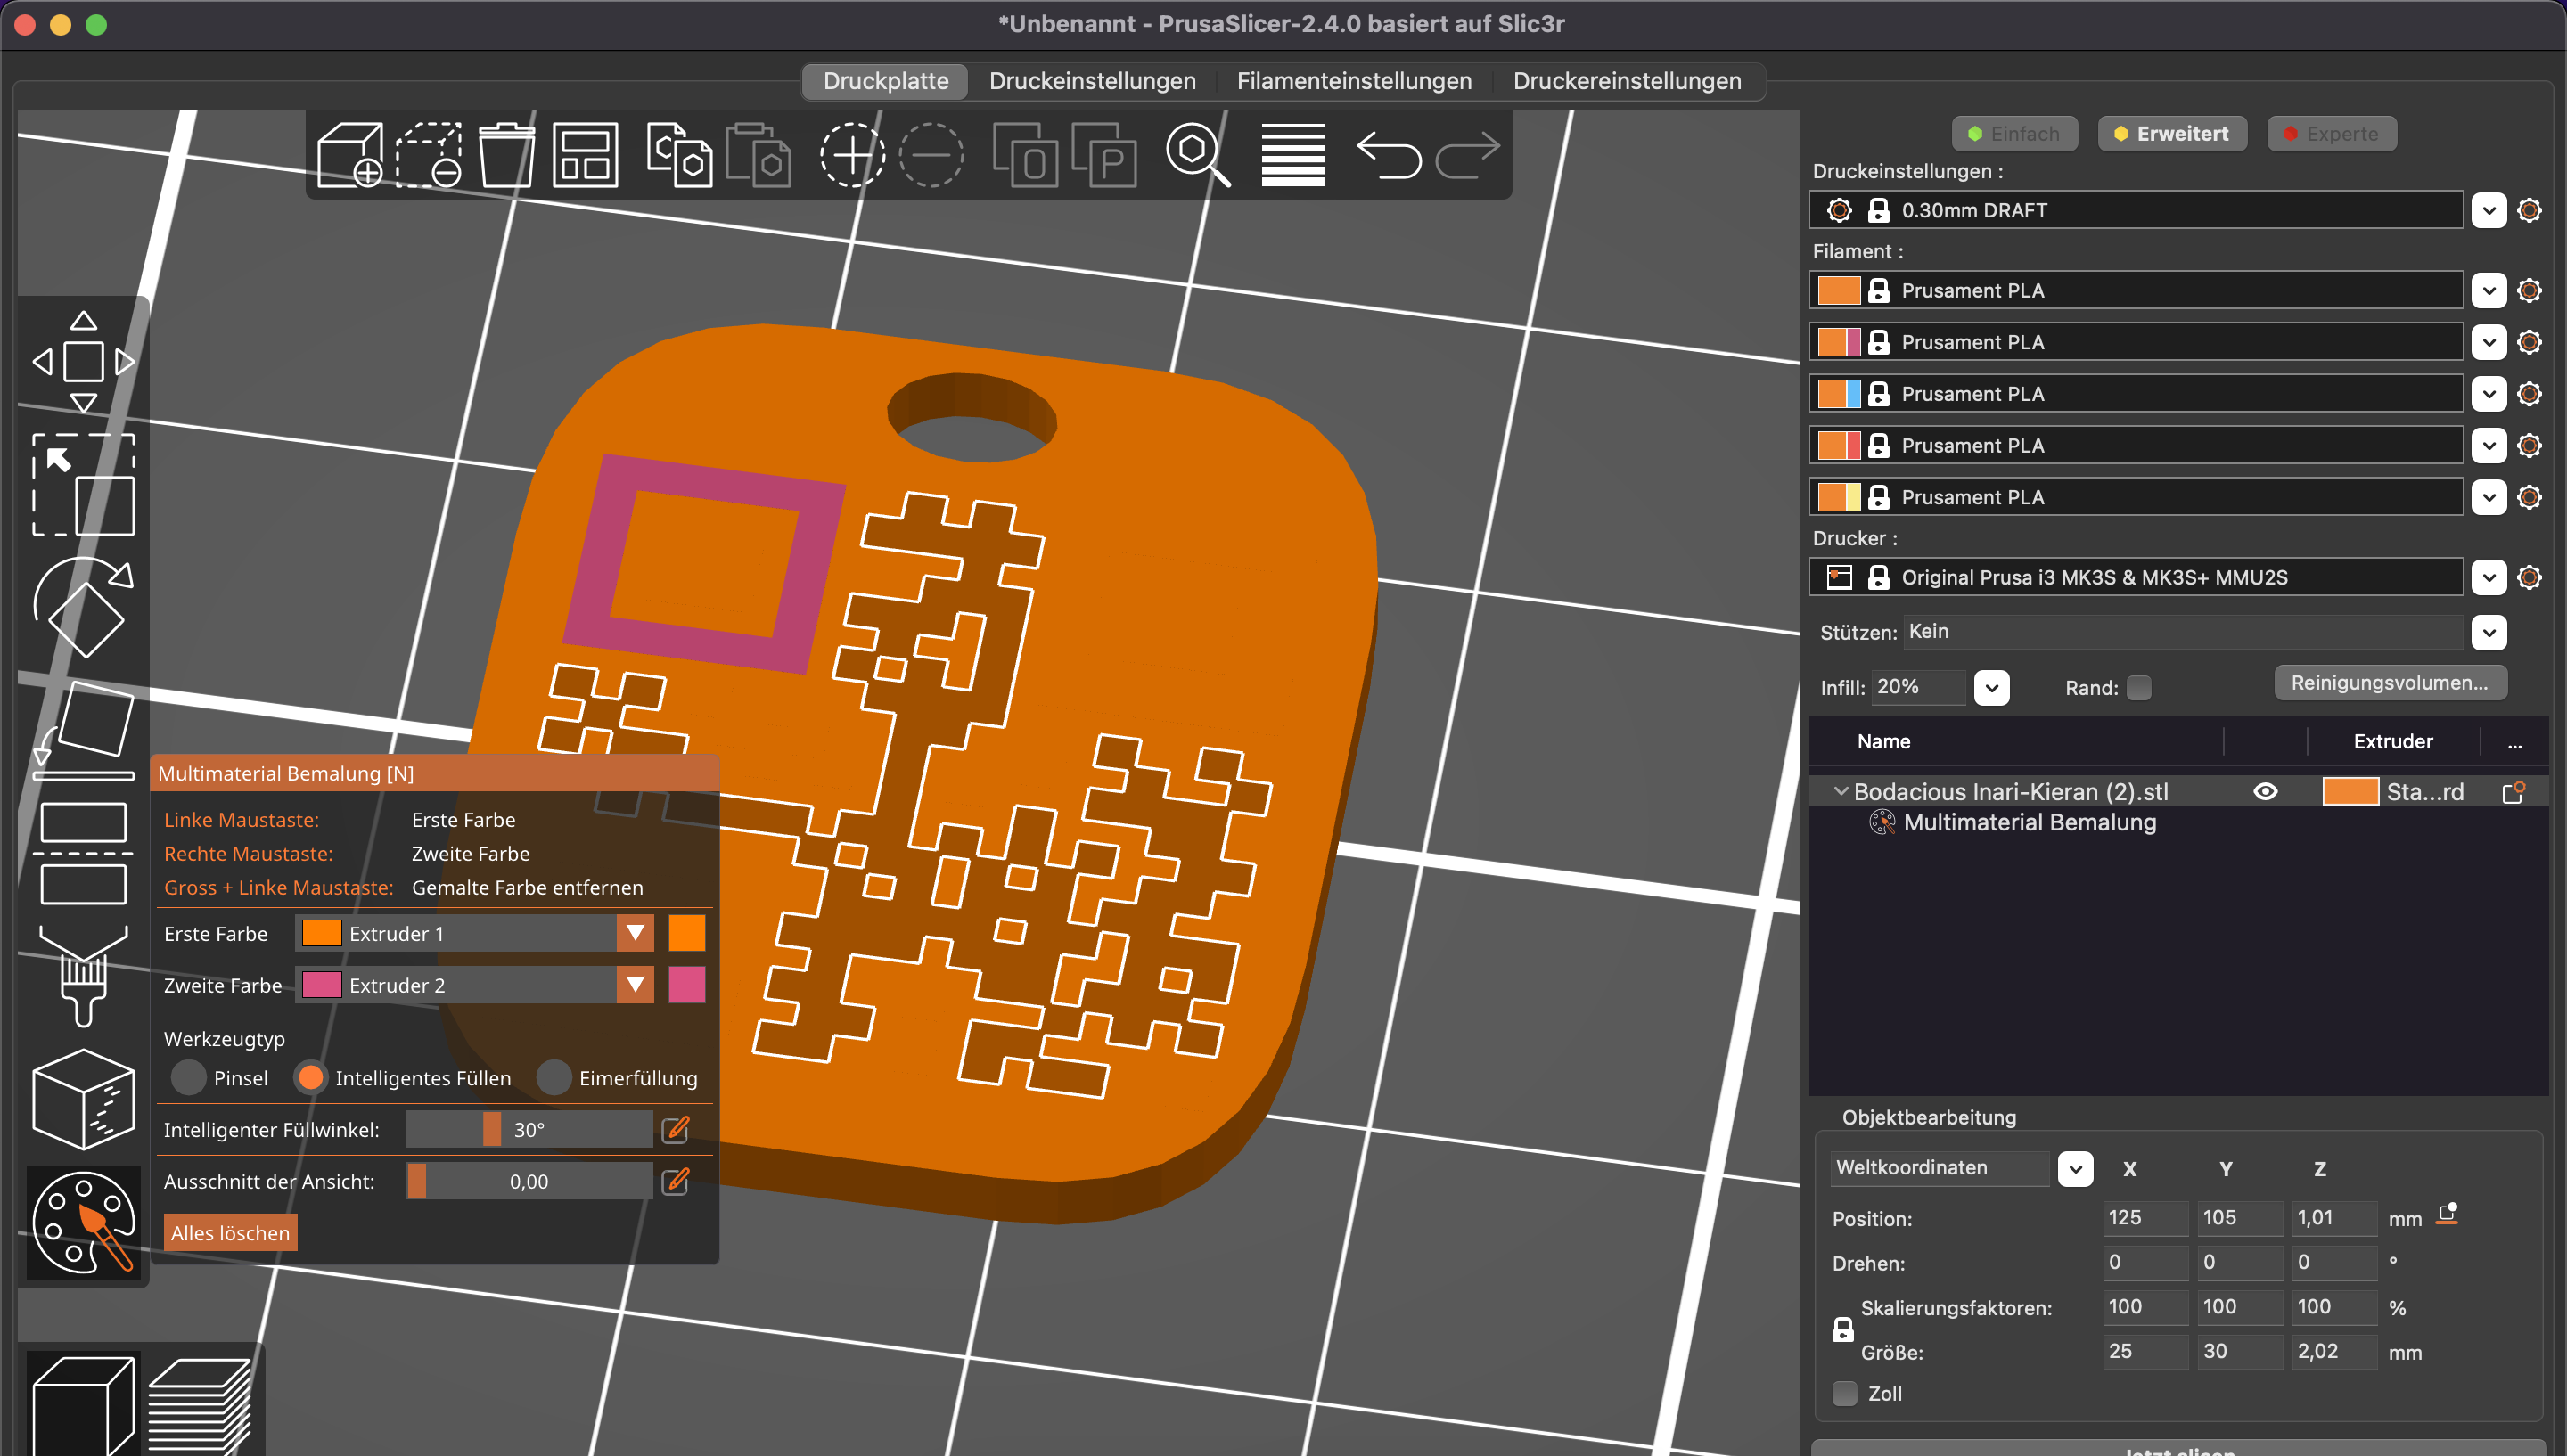 *Unbenannt - PrusaSlicer-2.4.0 basiert auf Slic3r
Druckplatte
Druckeinstellungen
Filamenteinstellungen
Druckereinstellungen
Einfach
Erweitert
Experte
Druckeinstellungen :
0.30mm DRAFT
Filament :
Prusament PLA
Prusament PLA
Prusament PLA
Prusament PLA
Prusament PLA
Drucker :
Original Prusa i3 MK3S & MK3S+ MMU2S
Stützen: Kein
Infill: 20%
Rand:
Reinigungsvolumen...
Name
Extruder
...
Bodacious Inari-Kieran (2).stl
Sta...rd
Multimaterial Bemalung
Multimaterial Bemalung [N]
Linke Maustaste: Erste Farbe
Rechte Maustaste: Zweite Farbe
Gross + Linke Maustaste: Gemalte Farbe entfernen
Erste Farbe Extruder 1
Zweite Farbe Extruder 2
Werkzeugtyp
Pinsel Intelligentes Füllen Eimerfüllung
Intelligenter Füllwinkel: 30°
Ausschnitt der Ansicht: 0,00
Alles löschen
Objektbearbeitung
Weltkoordinaten X Y Z
Position: 125 105 1,01 mm
Drehen: 0 0 0 °
Skalierungsfaktoren: 100 100 100 %
Größe: 25 30 2,02 mm
Zoll
Jetzt slicen